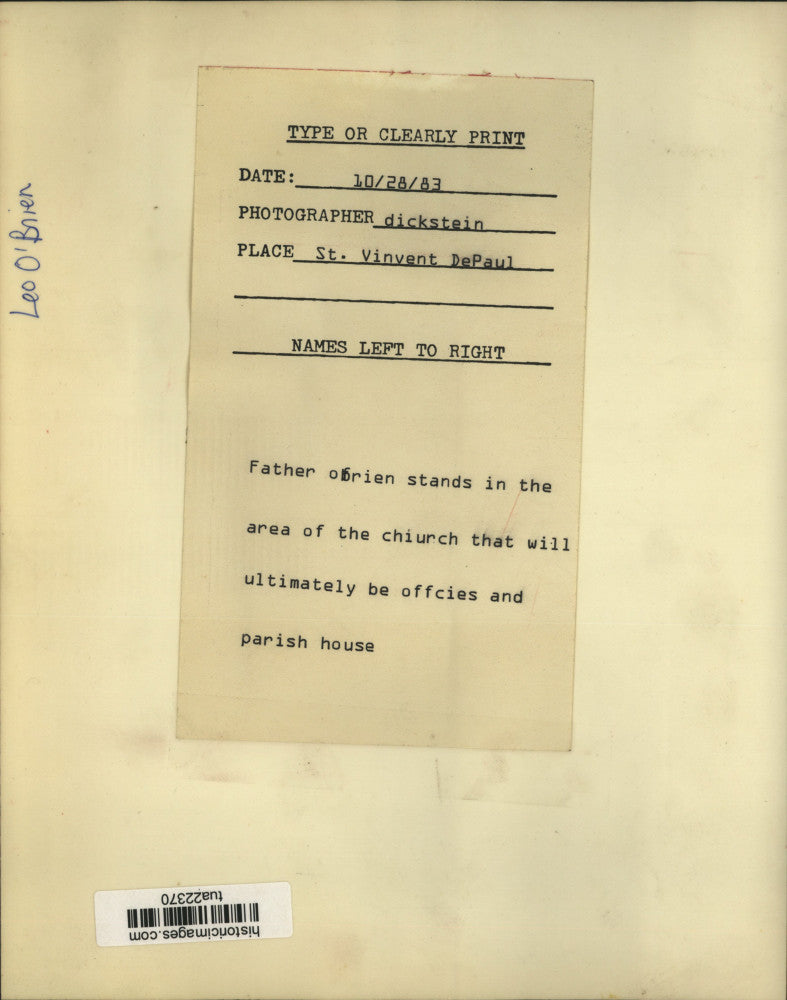 Leo O'Brien
TYPE OR CLEARLY PRINT
DATE: 10/28/83
PHOTOGRAPHER dickstein
PLACE St. Vinvent DePaul
NAMES LEFT TO RIGHT
Father obrien stands in the
area of the chiurch that will
ultimately be offcies and
parish house
historicimages.com
tua22370